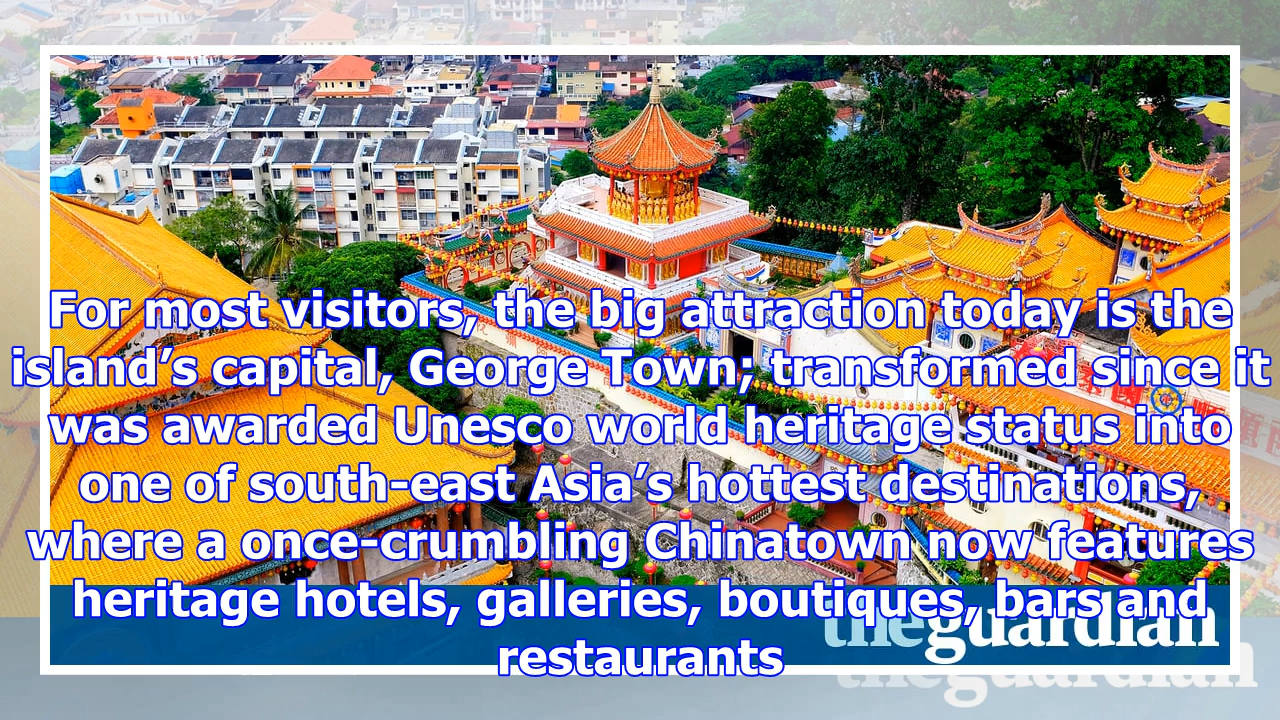 For most visitors, the big attraction today is the
island’s capital, George Town; transformed since it
was awarded Unesco world heritage status into
one of south-east Asia’s hottest destinations,
where a once-crumbling Chinatown now features
heritage hotels, galleries, boutiques, bars and
theguardian
restaurants
theguardian